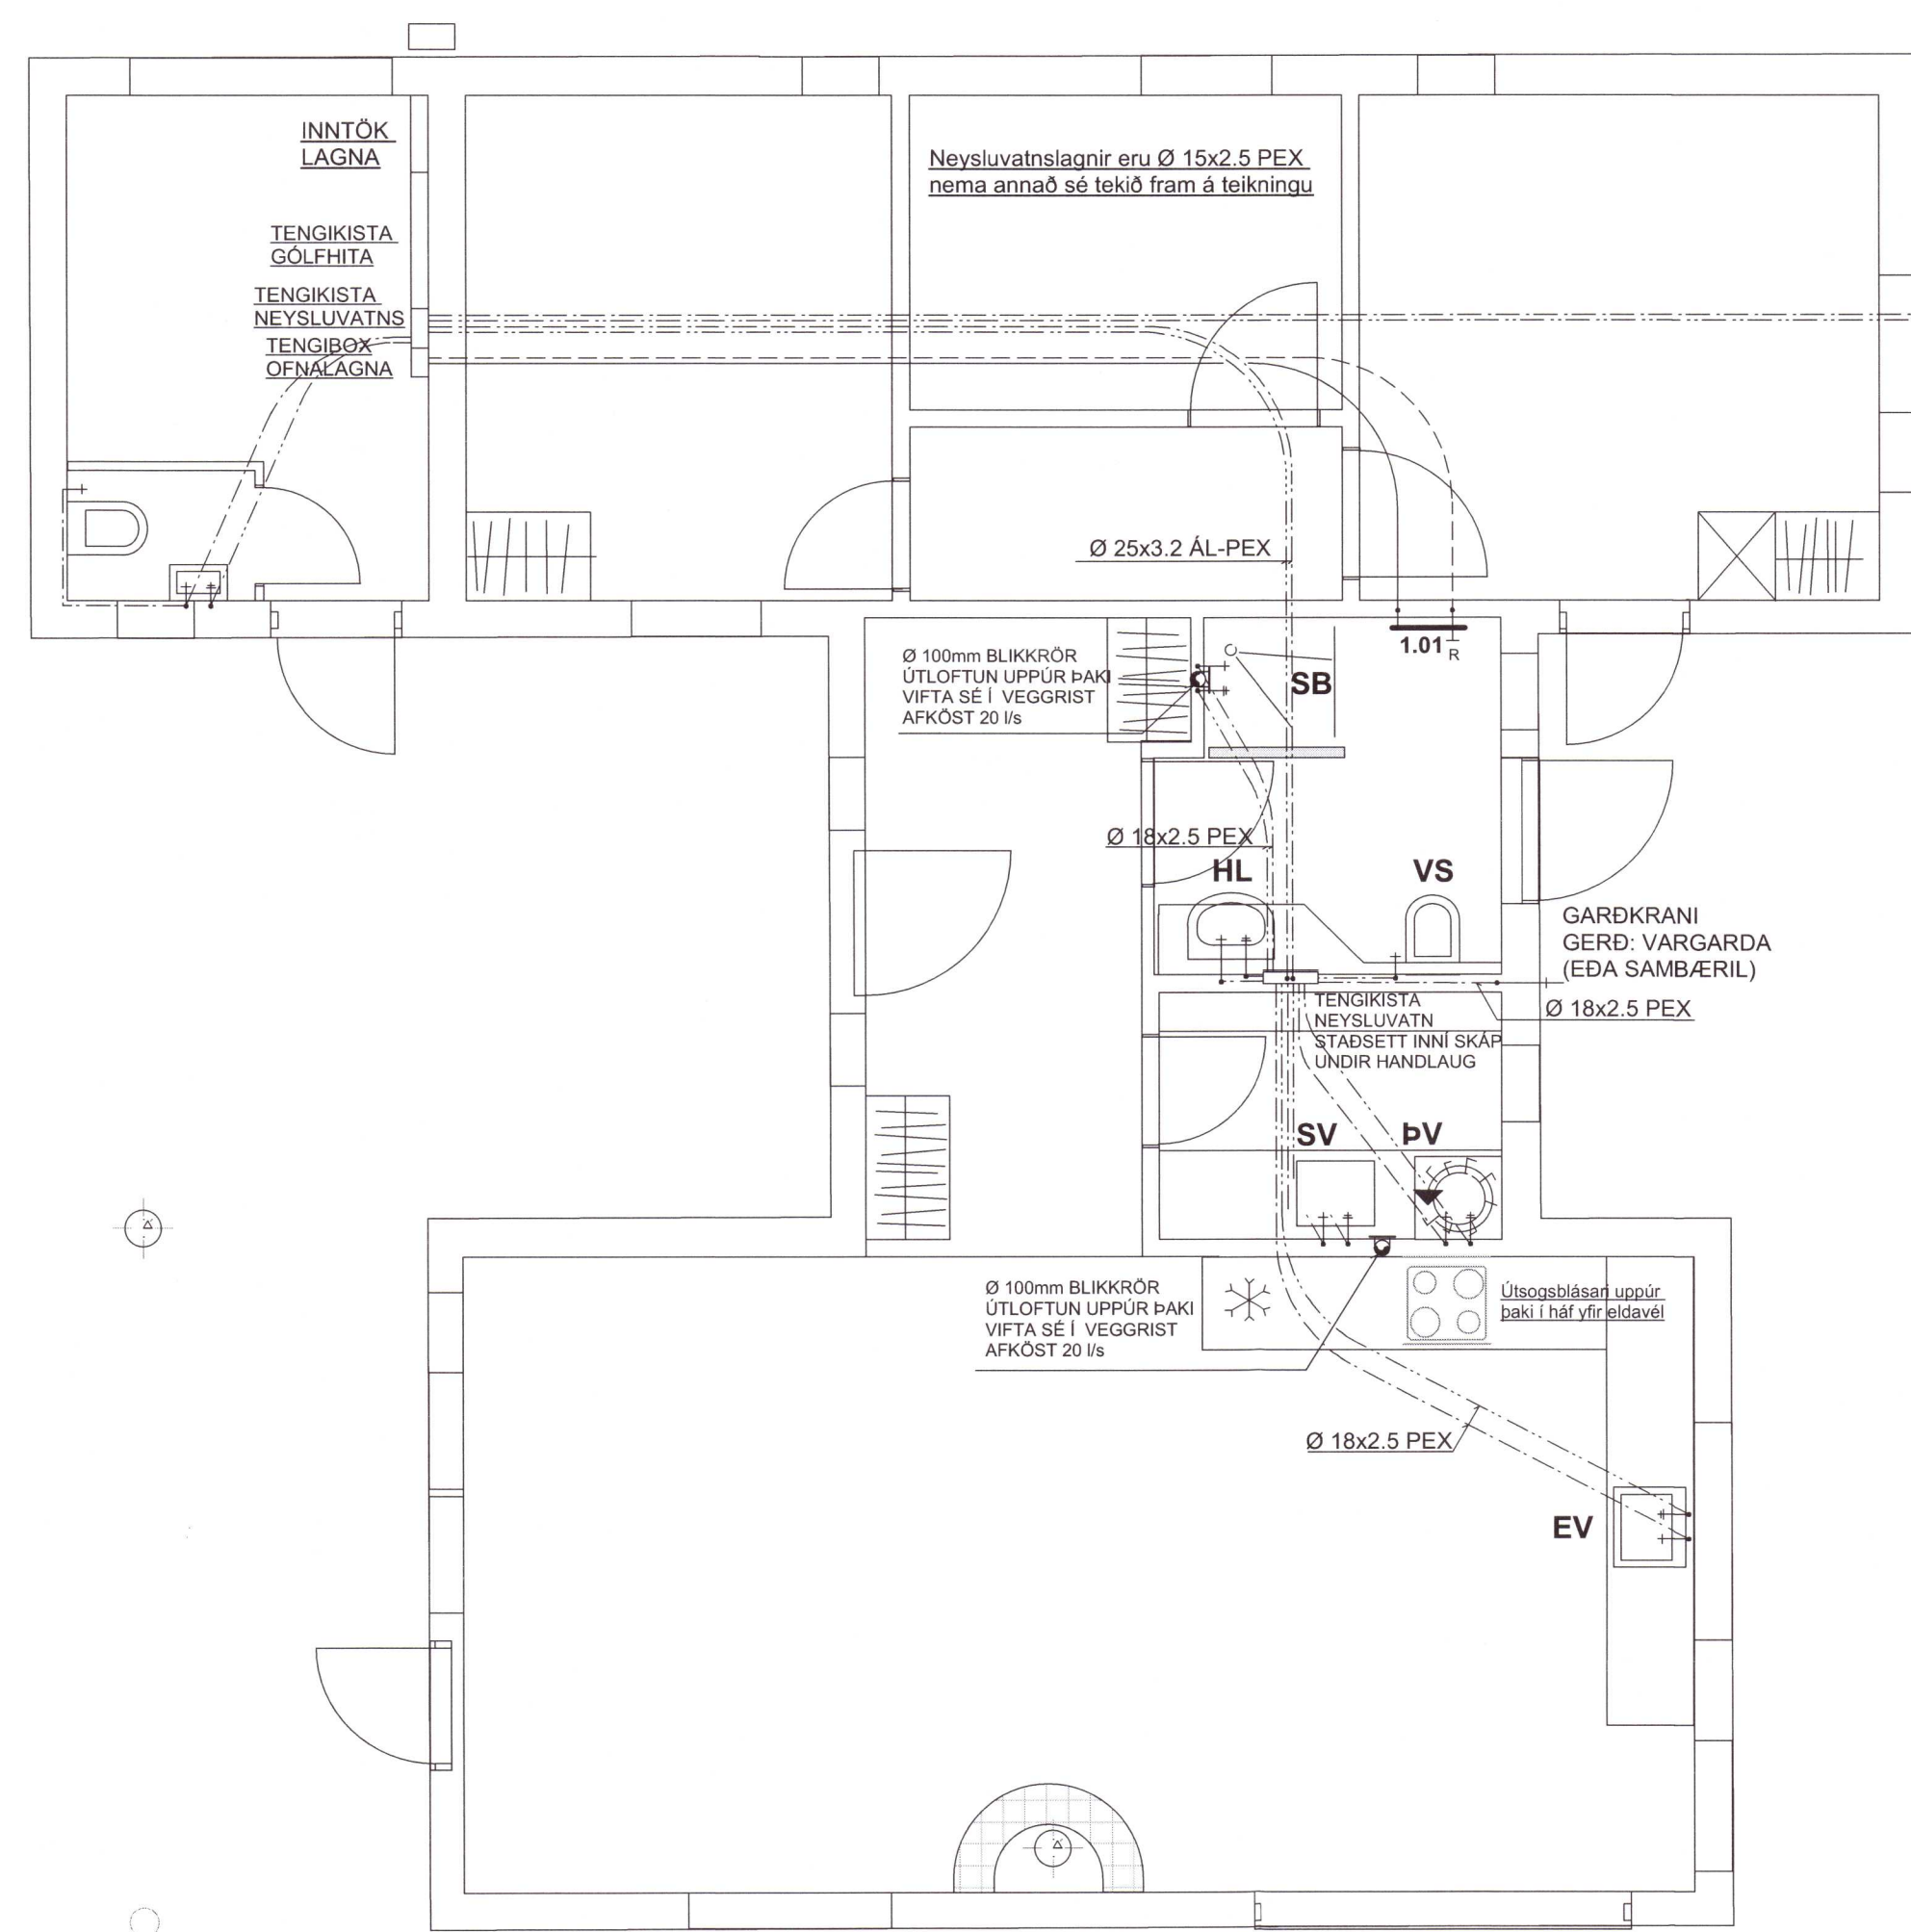 INNTÖK
LAGNA
Neysluvatnslagnir eru Ø 15x2.5 PEX
nema annað sé tekið fram á teikningu
TENGIKISTA
GÓLFHITA
TENGIKISTA
NEYSLUVATNS
TENGIBOX
OFNALAGNA
Ø 25x3.2 ÁL-PEX
1.01
R
Ø 100mm BLIKKRÖR
ÚTLOFTUN UPPÚR ÞAKI
VIFTA SÉ Í VEGGRIST
AFKÖST 20 l/s
SB
Ø 18x2.5 PEX
HL
VS
GARÐKRANI
GERÐ: VARGARDA
(EÐA SAMBÆRIL)
Ø 18x2.5 PEX
TENGIKISTA
NEYSLUVATN
STAÐSETT INNÍ SKÁP
UNDIR HANDLAUG
SV
ÞV
Ø 100mm BLIKKRÖR
ÚTLOFTUN UPPÚR ÞAKI
VIFTA SÉ Í VEGGRIST
AFKÖST 20 l/s
Útsogsblásari uppúr
þaki í háf yfir eldavél
Ø 18x2.5 PEX
EV